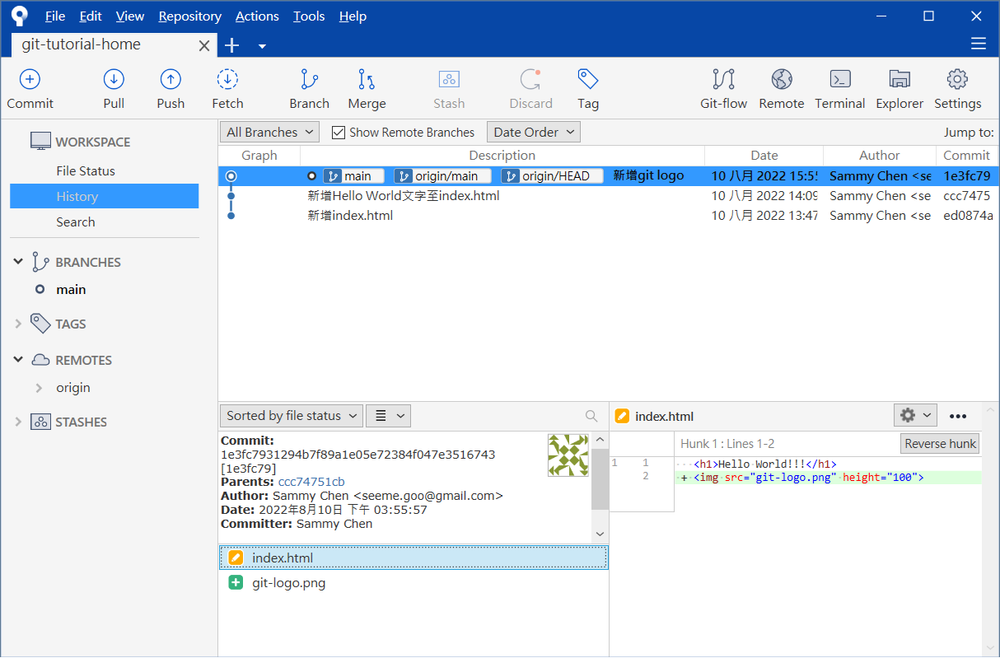 File Edit View Repository Actions Tools Help
git-tutorial-home
Commit Pull Push Fetch Branch Merge Stash Discard Tag Git-flow Remote Terminal Explorer Settings
WORKSPACE
File Status
History
Search
BRANCHES
main
TAGS
REMOTES
origin
STASHES
All Branches Show Remote Branches Date Order Jump to:
Graph Description Date Author Commit
main origin/main origin/HEAD 新增git logo 10 八月 2022 15:55 Sammy Chen <se 1e3fc79
新增Hello World文字至index.html 10 八月 2022 14:09 Sammy Chen <se ccc7475
新增index.html 10 八月 2022 13:47 Sammy Chen <se ed0874a
Sorted by file status
Commit:
1e3fc7931294b7f89a1e05e72384f047e3516743
[1e3fc79]
Parents: ccc74751cb
Author: Sammy Chen <seeme.goo@gmail.com>
Date: 2022年8月10日 下午 03:55:57
Committer: Sammy Chen
index.html
git-logo.png
index.html
Hunk 1 : Lines 1-2 Reverse hunk
1 1 <h1>Hello World!!!</h1>
2 + <img src="git-logo.png" height="100">